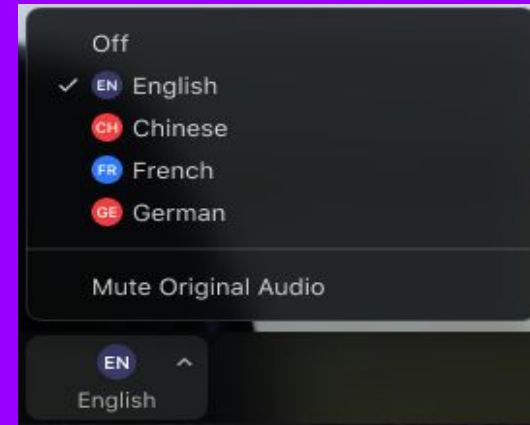 Off
EN English
CH Chinese
FR French
GE German
Mute Original Audio
EN
English